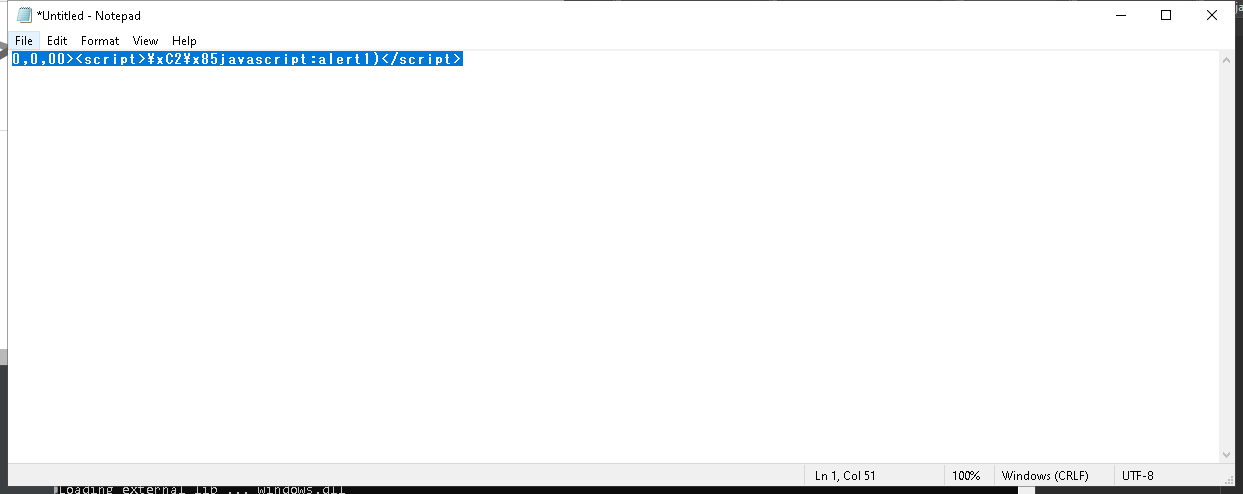 *Untitled - Notepad
File Edit Format View Help
0,0,00><script>¥xC2¥x85javascript:alert1)</script>
Ln 1, Col 51 100% Windows (CRLF) UTF-8
Loading external lib ... windows.dll